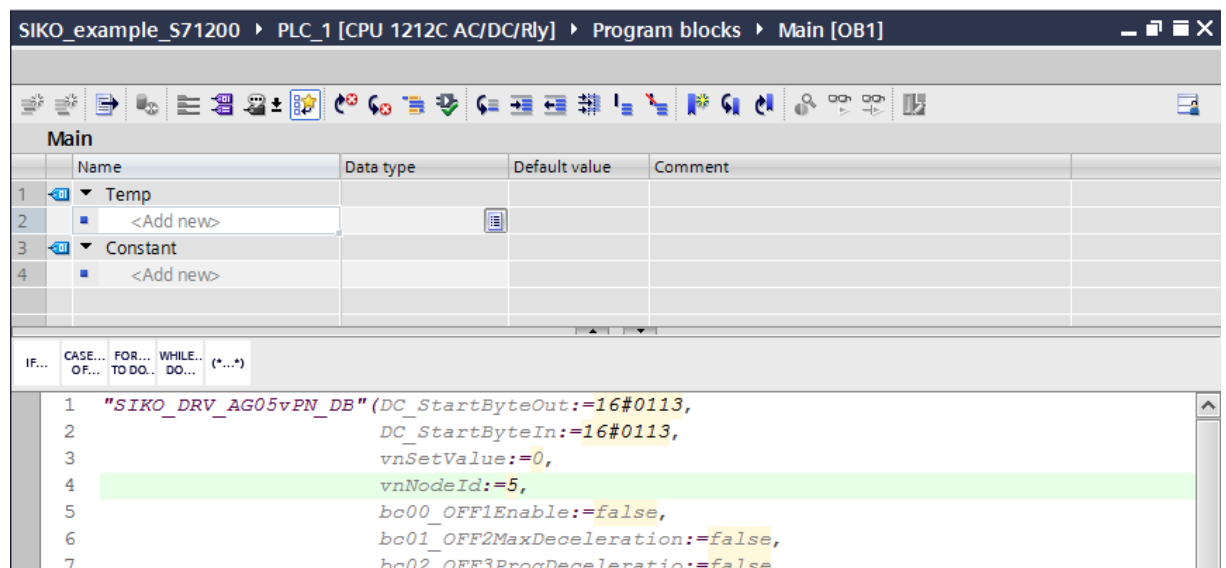 SIKO_example_S71200 ▸ PLC_1 [CPU 1212C AC/DC/Rly] ▸ Program blocks ▸ Main [OB1]
Main
Name Data type Default value Comment
1 Temp
2 <Add new>
3 Constant
4 <Add new>
IF... CASE... OF... FOR... TO DO.. WHILE.. DO... (*...*)
1 "SIKO_DRV_AG05vPN_DB"(DC_StartByteOut:=16#0113,
2 DC_StartByteIn:=16#0113,
3 vnSetValue:=0,
4 vnNodeId:=5,
5 bc00_OFF1Enable:=false,
6 bc01_OFF2MaxDeceleration:=false,
7 bc02_OFF3ProgDeceleratio:=false